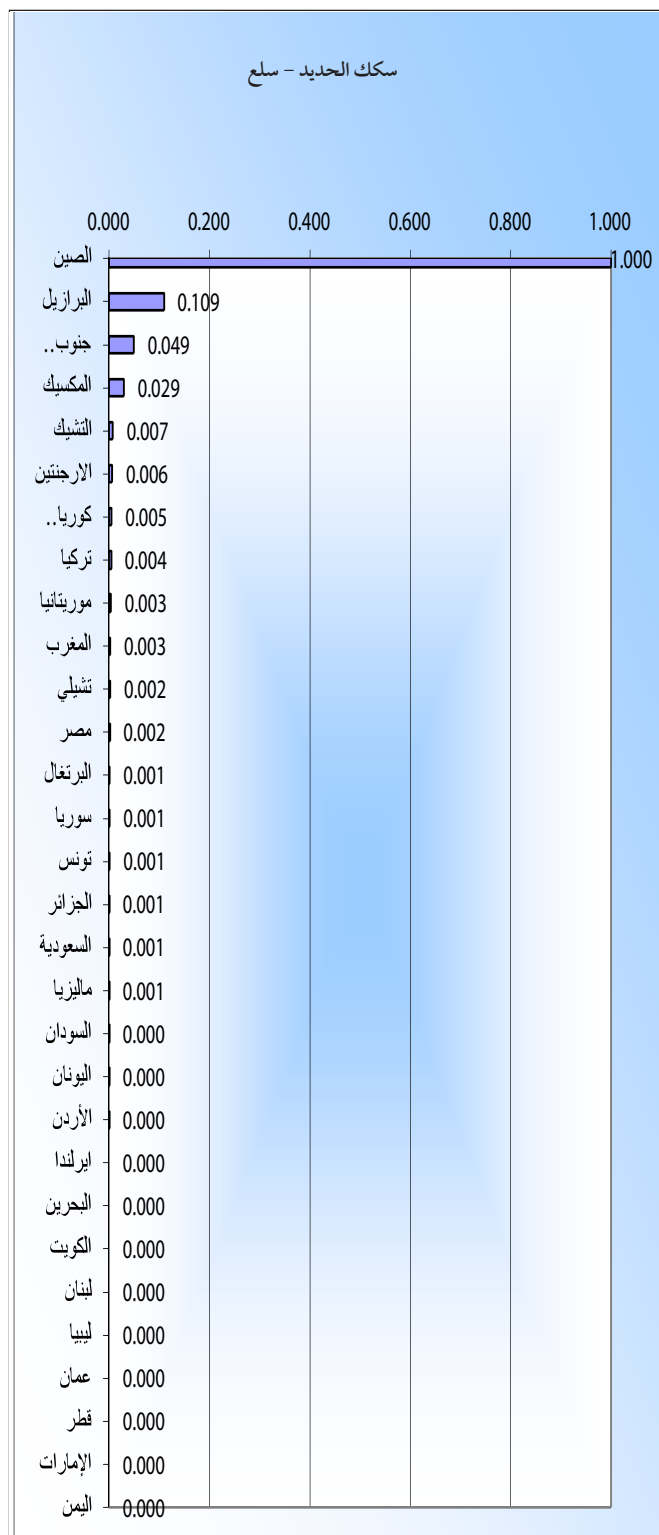 سكك الحديد – سلع
0.000 0.200 0.400 0.600 0.800 1.000
الصين 1.000
البرازيل 0.109
جنوب.. 0.049
المكسيك 0.029
التشيك 0.007
الارجنتين 0.006
كوريا.. 0.005
تركيا 0.004
موريتانيا 0.003
المغرب 0.003
تشيلي 0.002
مصر 0.002
البرتغال 0.001
سوريا 0.001
تونس 0.001
الجزائر 0.001
السعودية 0.001
ماليزيا 0.001
السودان 0.000
اليونان 0.000
الأردن 0.000
ايرلندا 0.000
البحرين 0.000
الكويت 0.000
لبنان 0.000
ليبيا 0.000
عمان 0.000
قطر 0.000
الإمارات 0.000
اليمن 0.000